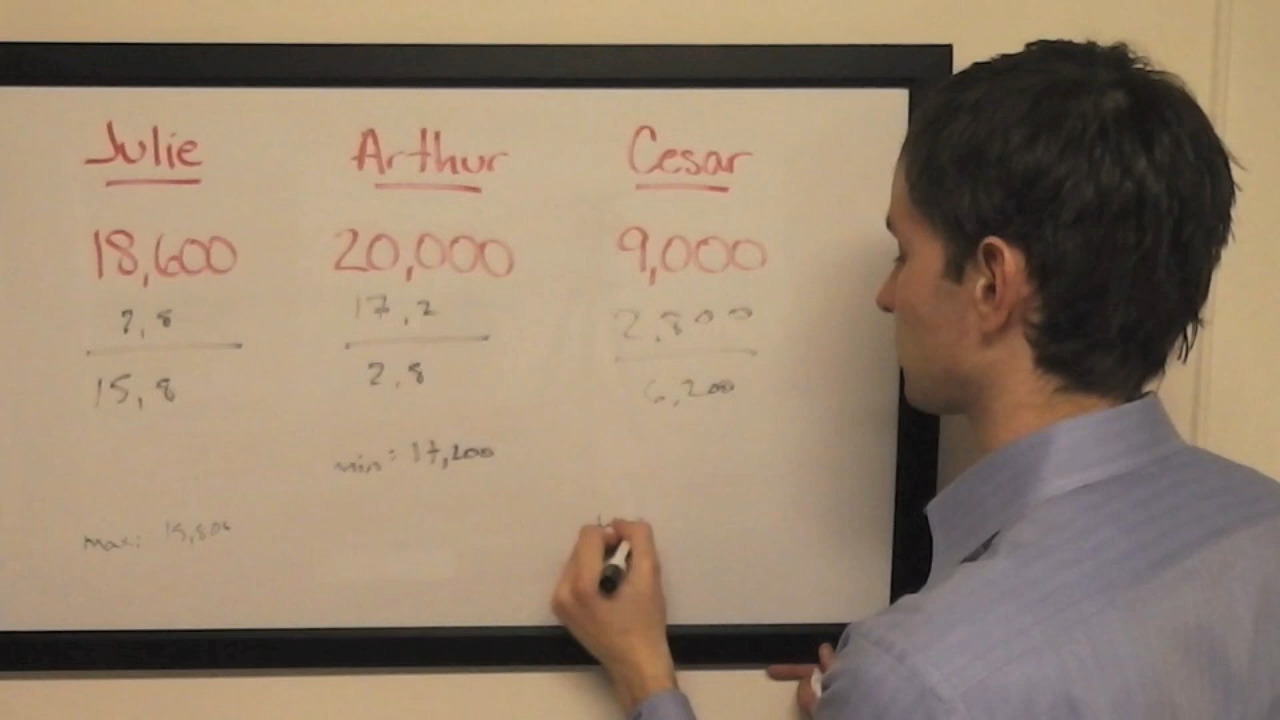 Julie Arthur Cesar
18,600 20,000 9,000
2,8 17,2 2,800
15,8 2,8 6,200
min: 17,200
max: 15,800